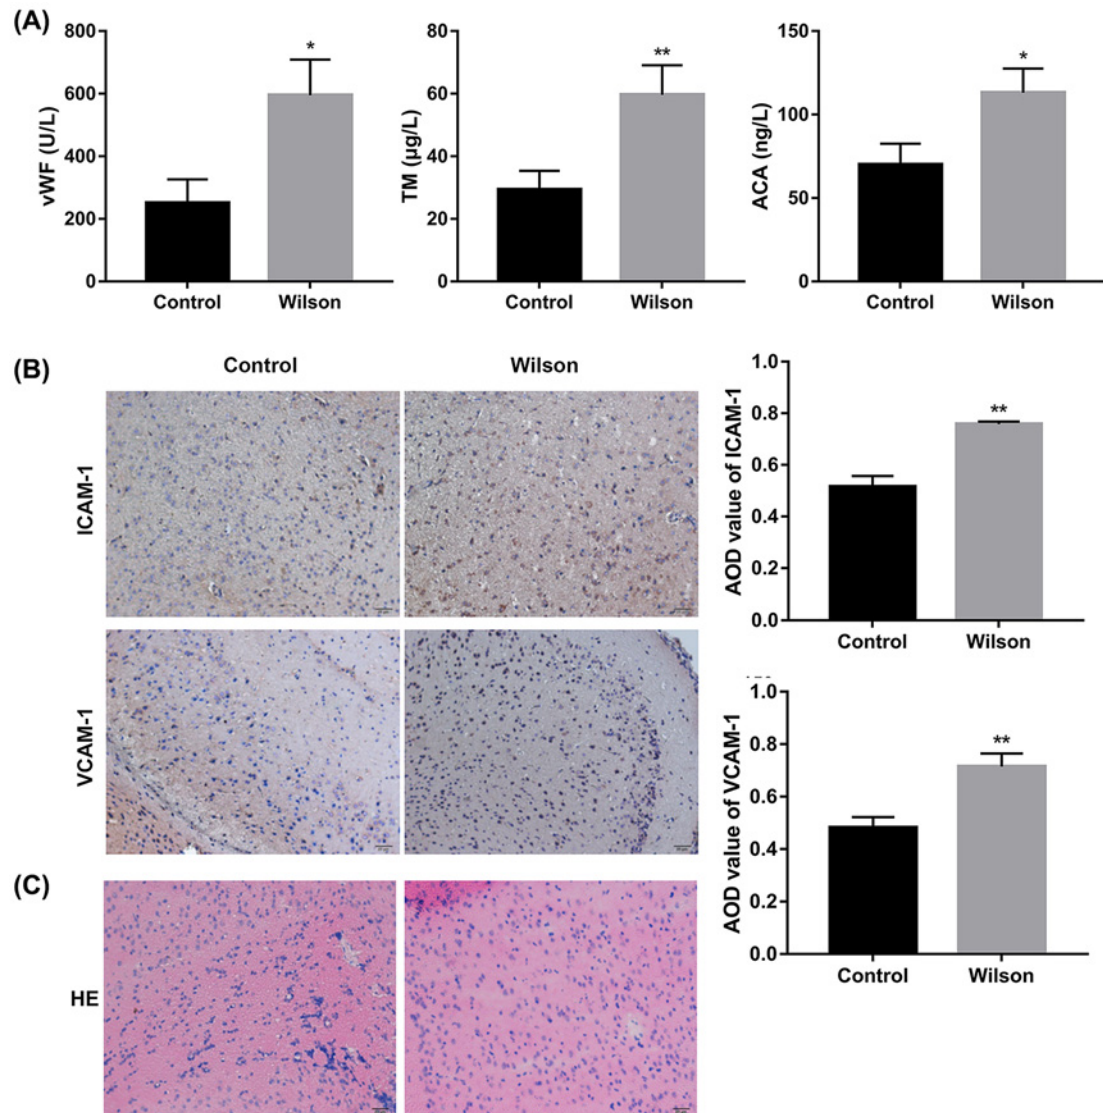 (A)
vWF (U/L)
800
600
400
200
0
*
Control Wilson
TM (µg/L)
80
60
40
20
0
**
Control Wilson
ACA (ng/L)
150
100
50
0
*
Control Wilson
(B)
Control Wilson
ICAM-1
VCAM-1
AOD value of ICAM-1
1.0
0.8
0.6
0.4
0.2
0.0
**
Control Wilson
AOD value of VCAM-1
1.0
0.8
0.6
0.4
0.2
0.0
**
Control Wilson
(C)
HE